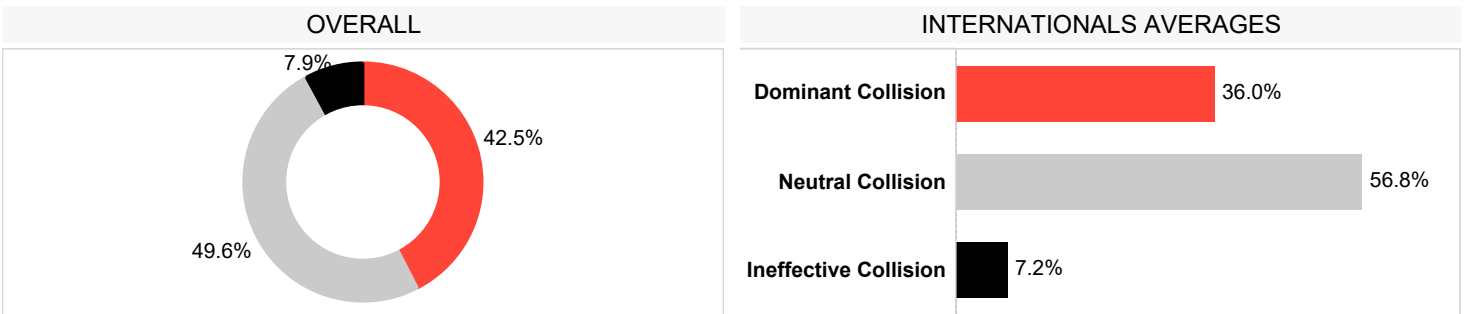 OVERALL
7.9%
42.5%
49.6%
INTERNATIONALS AVERAGES
Dominant Collision 36.0%
Neutral Collision 56.8%
Ineffective Collision 7.2%